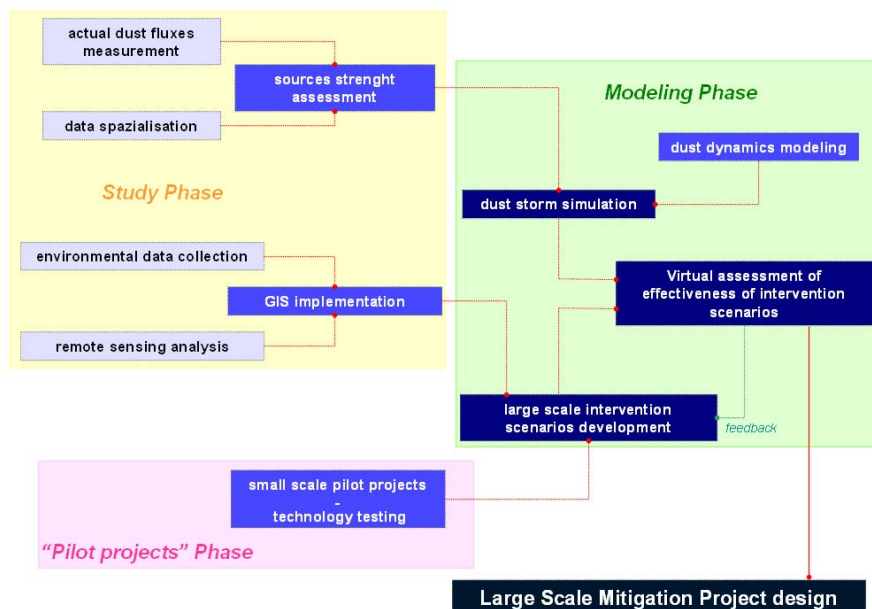 actual dust fluxes
measurement
sources strenght
assessment
data spazialisation
Study Phase
environmental data collection
GIS implementation
remote sensing analysis
Modeling Phase
dust dynamics modeling
dust storm simulation
Virtual assessment of
effectiveness of intervention
scenarios
large scale intervention
scenarios development
feedback
small scale pilot projects
-
technology testing
“Pilot projects” Phase
Large Scale Mitigation Project design